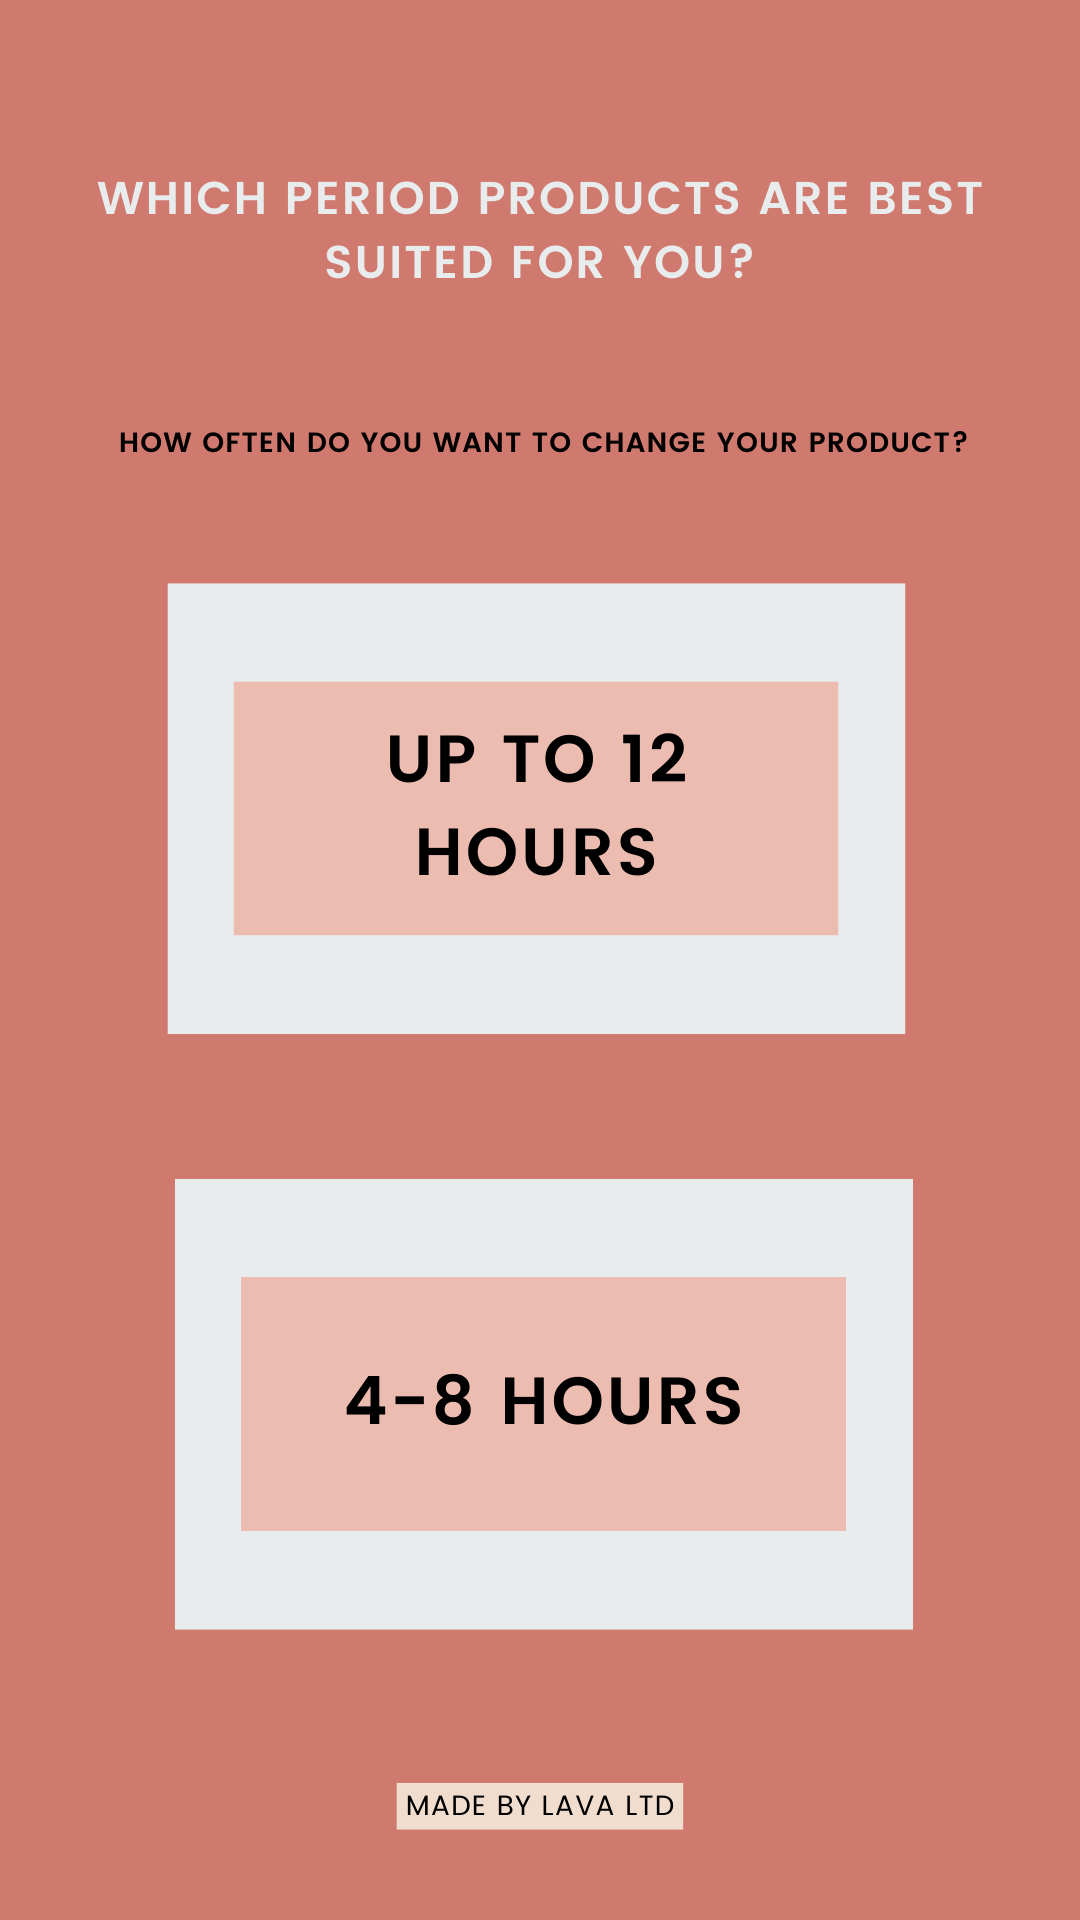 WHICH PERIOD PRODUCTS ARE BEST
SUITED FOR YOU?
HOW OFTEN DO YOU WANT TO CHANGE YOUR PRODUCT?
UP TO 12
HOURS
4-8 HOURS
MADE BY LAVA LTD